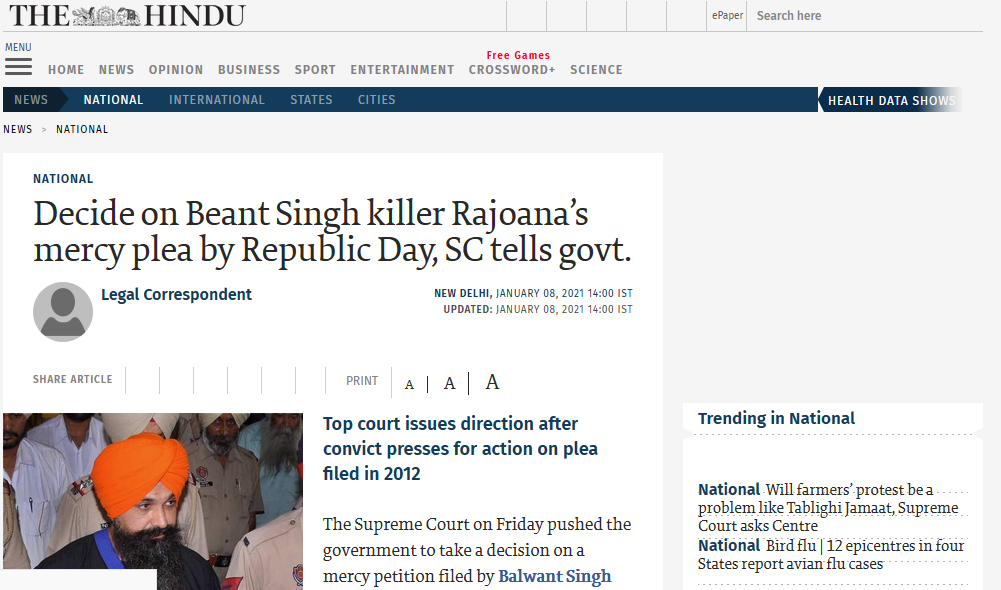 THE HINDU
ePaper
Search here
MENU
Free Games
HOME NEWS OPINION BUSINESS SPORT ENTERTAINMENT CROSSWORD+ SCIENCE
NEWS NATIONAL INTERNATIONAL STATES CITIES
HEALTH DATA SHOWS
NEWS > NATIONAL
NATIONAL
Decide on Beant Singh killer Rajoana’s
mercy plea by Republic Day, SC tells govt.
Legal Correspondent
NEW DELHI, JANUARY 08, 2021 14:00 IST
UPDATED: JANUARY 08, 2021 14:00 IST
SHARE ARTICLE
PRINT
A A A
Top court issues direction after
convict presses for action on plea
filed in 2012
The Supreme Court on Friday pushed the
government to take a decision on a
mercy petition filed by Balwant Singh
Trending in National
National Will farmers’ protest be a
problem like Tablighi Jamaat, Supreme
Court asks Centre
National Bird flu | 12 epicentres in four
States report avian flu cases